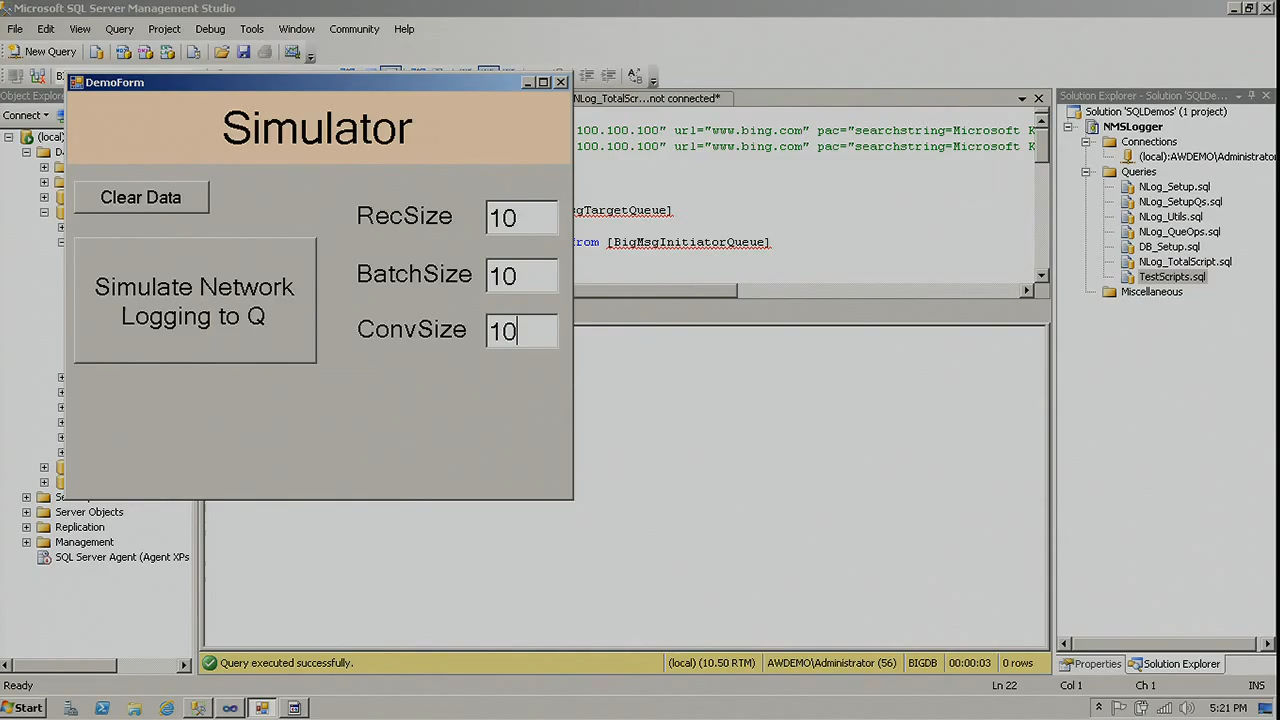 Microsoft SQL Server Management Studio
File Edit View Query Project Debug Tools Window Community Help
New Query
DemoForm
Object Explorer
Connect
(local)
Simulator
Clear Data
Simulate Network
Logging to Q
RecSize 10
BatchSize 10
ConvSize 10
Server Objects
Replication
Management
SQL Server Agent (Agent XPs
NLog_TotalScr...not connected*
100.100.100" url="www.bing.com" pac="searchstring=Microsoft K
100.100.100" url="www.bing.com" pac="searchstring=Microsoft K
sgTargetQueue]
from [BigMsgInitiatorQueue]
Query executed successfully.
(local) (10.50 RTM) AWDEMO\Administrator (56) BIGDB 00:00:03 0 rows
Solution Explorer - Solution 'SQLDe...
Solution 'SQLDemos' (1 project)
NMSLogger
Connections
(local):AWDEMO\Administrator
Queries
NLog_Setup.sql
NLog_SetupQs.sql
NLog_Utils.sql
NLog_QueOps.sql
DB_Setup.sql
NLog_TotalScript.sql
TestScripts.sql
Miscellaneous
Properties Solution Explorer
Ready
Ln 22 Col 1 Ch 1 INS
Start
5:21 PM